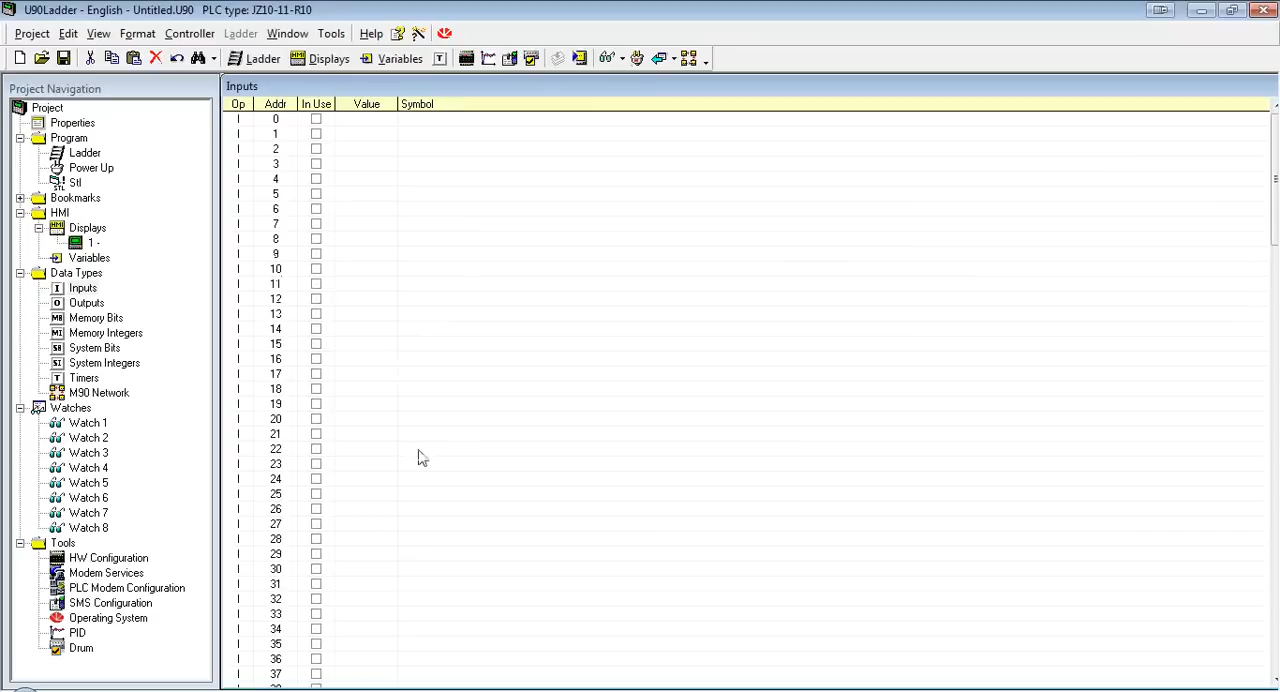 U90Ladder - English - Untitled.U90 PLC type: JZ10-11-R10
Project Edit View Format Controller Ladder Window Tools Help
Ladder Displays Variables T
Project Navigation
Inputs
Project
Op Addr In Use Value Symbol
Properties
I 0
Program
I 1
Ladder
I 2
Power Up
I 3
Stl
I 4
Bookmarks
I 5
HMI
I 6
Displays
I 7
1 -
I 8
Variables
I 9
Data Types
I 10
I Inputs
I 11
O Outputs
I 12
MB Memory Bits
I 13
MI Memory Integers
I 14
SB System Bits
I 15
SI System Integers
I 16
T Timers
I 17
M90 Network
I 18
Watches
I 19
Watch 1
I 20
Watch 2
I 21
Watch 3
I 22
Watch 4
I 23
Watch 5
I 24
Watch 6
I 25
Watch 7
I 26
Watch 8
I 27
Tools
I 28
HW Configuration
I 29
Modem Services
I 30
PLC Modem Configuration
I 31
SMS Configuration
I 32
Operating System
I 33
PID
I 34
Drum
I 35
I 36
I 37